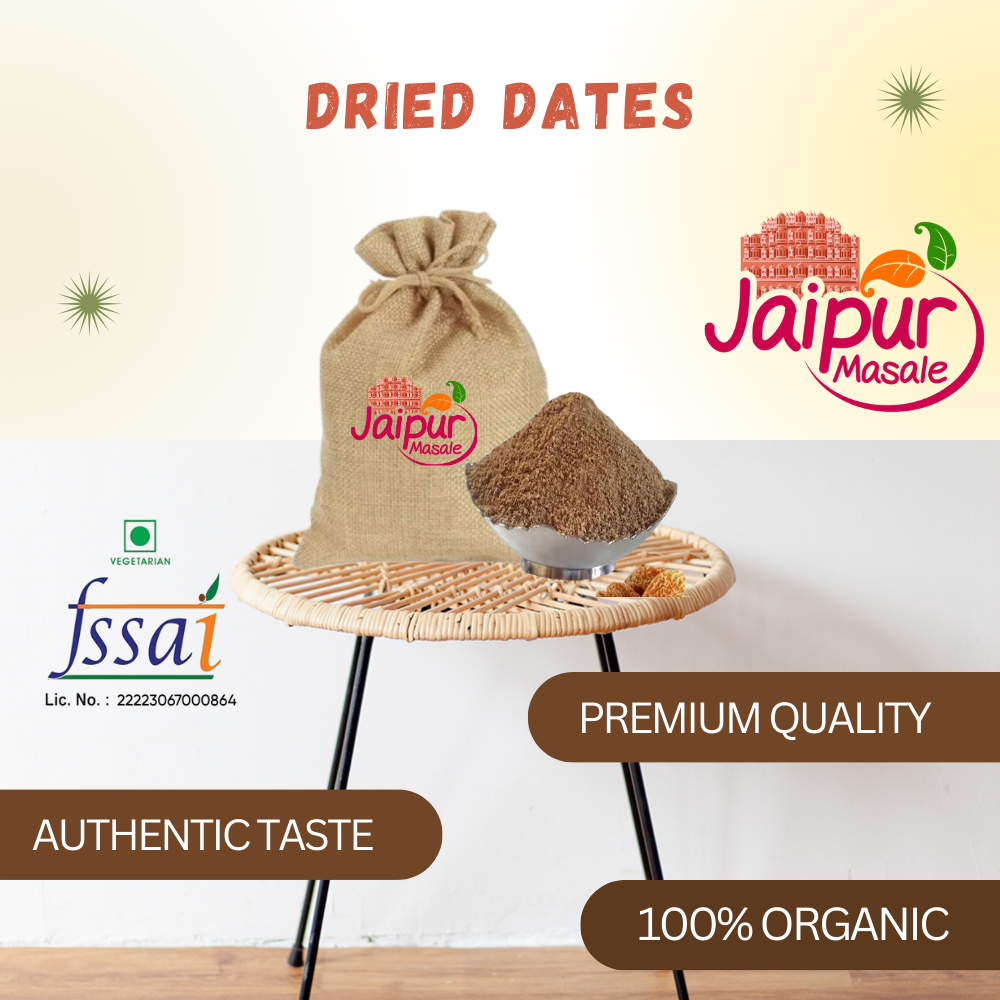 DRIED DATES
Jaipur
Masale
Jaipur
Masale
VEGETARIAN
fssai
Lic. No. : 22223067000864
PREMIUM QUALITY
AUTHENTIC TASTE
100% ORGANIC